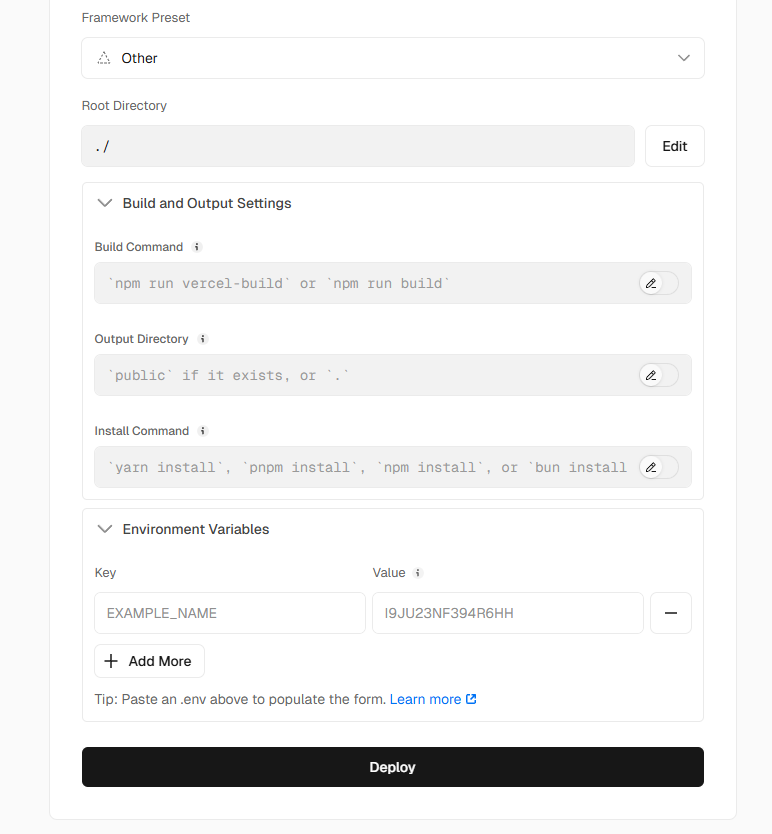 Framework Preset
Other
Root Directory
./
Edit
Build and Output Settings
Build Command
`npm run vercel-build` or `npm run build`
Output Directory
`public` if it exists, or `.`
Install Command
`yarn install`, `pnpm install`, `npm install`, or `bun install
Environment Variables
Key Value
EXAMPLE_NAME I9JU23NF394R6HH
Add More
Tip: Paste an .env above to populate the form. Learn more
Deploy